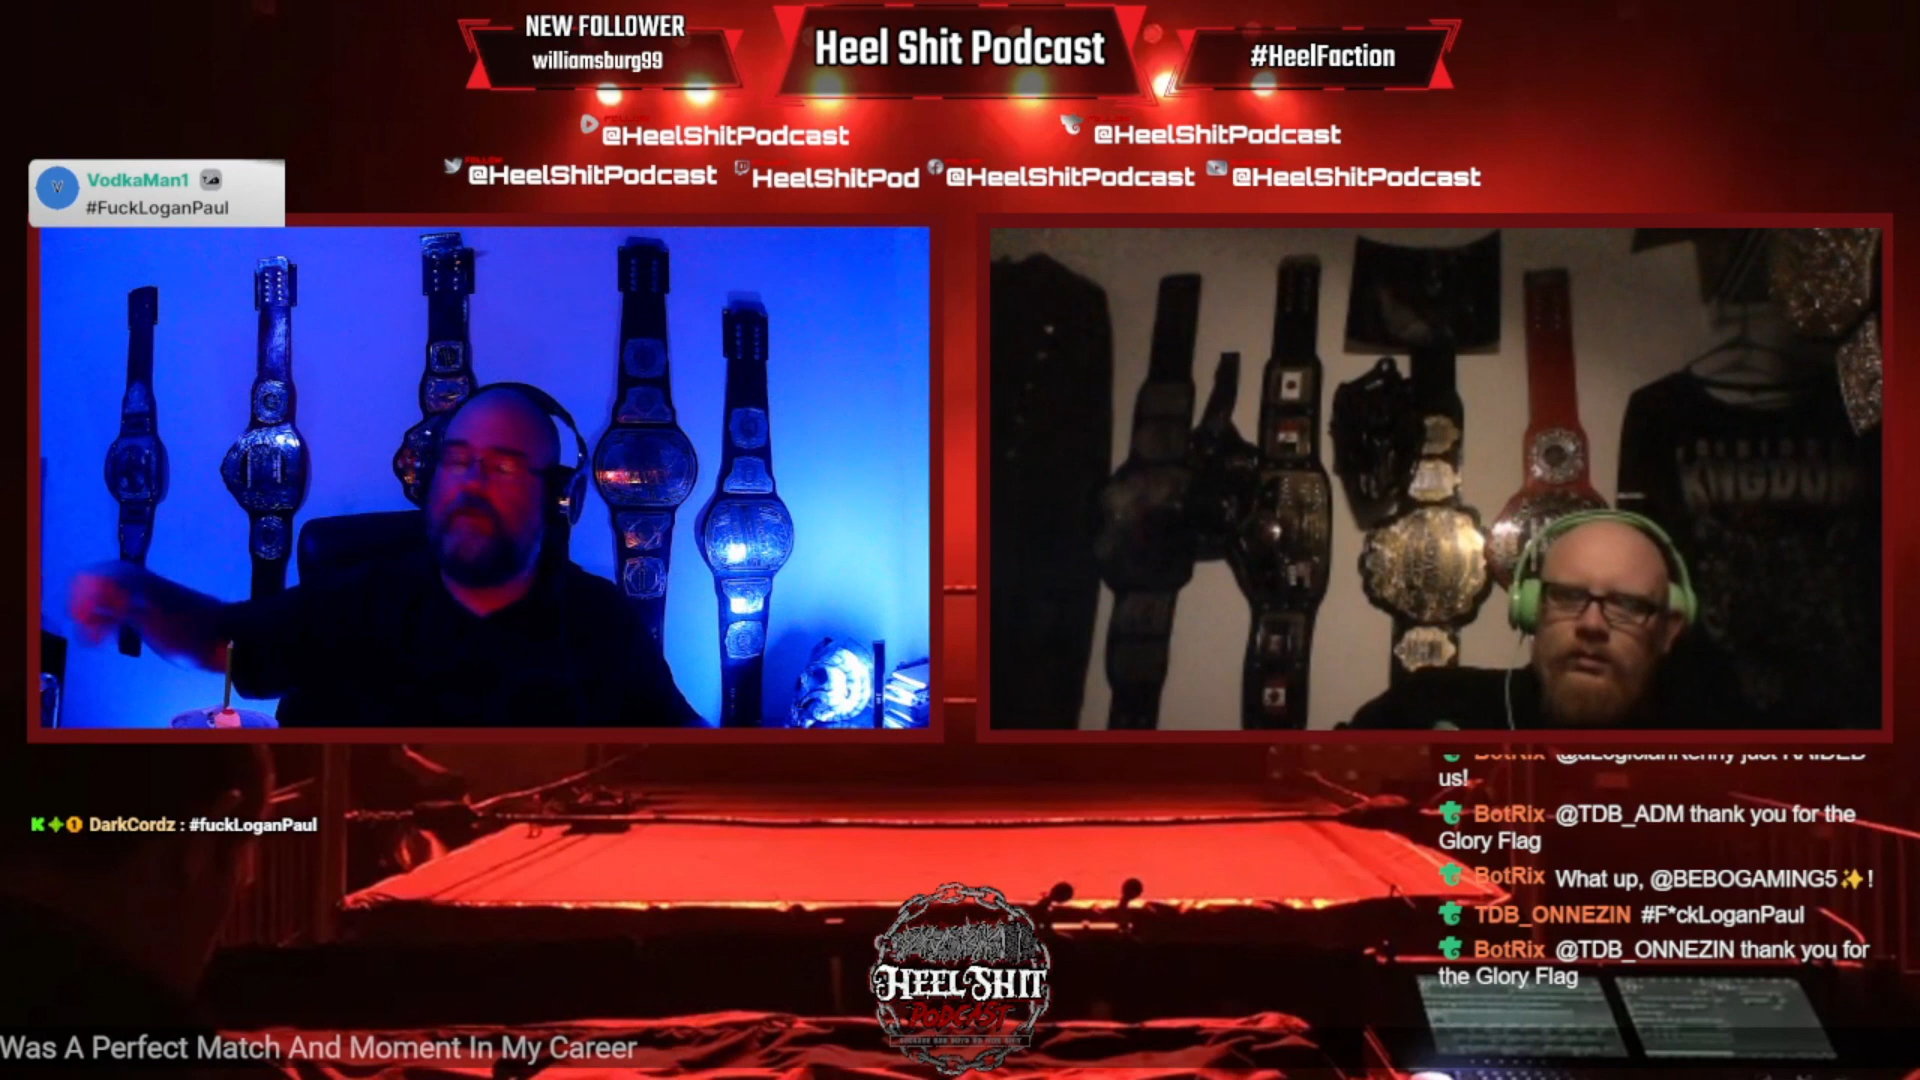 NEW FOLLOWER
williamsburg99
Heel Shit Podcast
#HeelFaction
@HeelShitPodcast
@HeelShitPodcast
@HeelShitPodcast
HeelShitPod
@HeelShitPodcast
@HeelShitPodcast
V
VodkaMan1
#FuckLoganPaul
KINGDOM
us!
BotRix @TDB_ADM thank you for the
Glory Flag
BotRix What up, @BEBOGAMING5✨!
TDB_ONNEZIN #F*ckLoganPaul
BotRix @TDB_ONNEZIN thank you for
the Glory Flag
K 1 DarkCordz : #fuckLoganPaul
HEEL SHIT
PODCAST
Was A Perfect Match And Moment In My Career